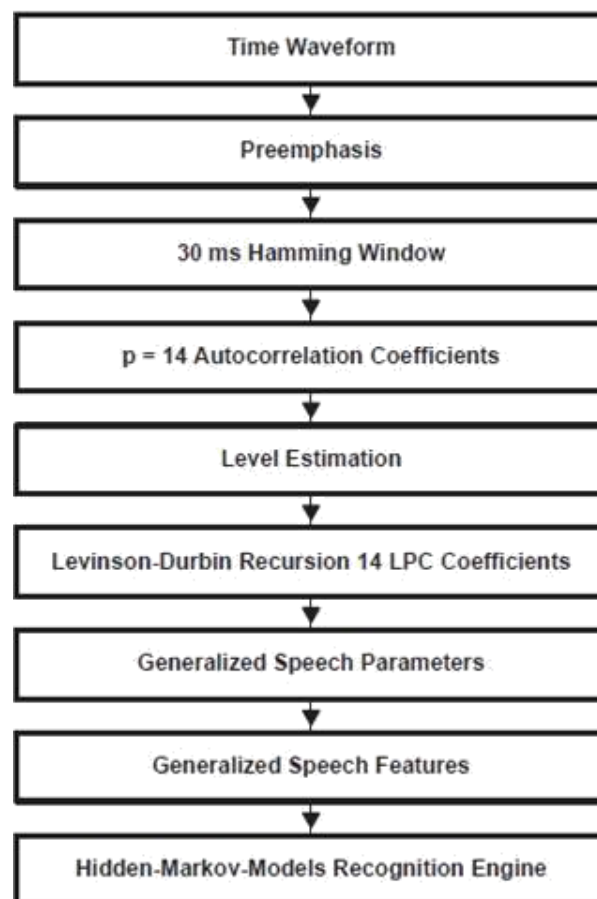 Time Waveform
Preemphasis
30 ms Hamming Window
p = 14 Autocorrelation Coefficients
Level Estimation
Levinson-Durbin Recursion 14 LPC Coefficients
Generalized Speech Parameters
Generalized Speech Features
Hidden-Markov-Models Recognition Engine